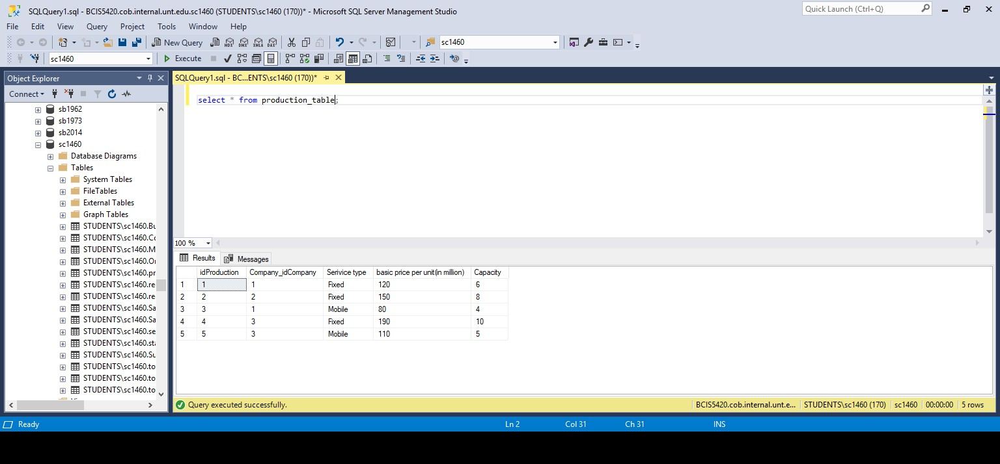 SQLQuery1.sql - BCIS5420.cob.internal.unt.edu.sc1460 (STUDENTS\sc1460 (170))* - Microsoft SQL Server Management Studio
Quick Launch (Ctrl+Q)
File Edit View Query Project Tools Window Help
New Query MDX DMX XMLA DAX sc1460
sc1460 Execute
Object Explorer
Connect
sb1962
sb1973
sb2014
sc1460
Database Diagrams
Tables
System Tables
FileTables
External Tables
Graph Tables
STUDENTS\sc1460.Bu
STUDENTS\sc1460.Cc
STUDENTS\sc1460.M
STUDENTS\sc1460.Or
STUDENTS\sc1460.pr
STUDENTS\sc1460.re
STUDENTS\sc1460.re
STUDENTS\sc1460.Sa
STUDENTS\sc1460.Sa
STUDENTS\sc1460.se
STUDENTS\sc1460.sta
STUDENTS\sc1460.Su
STUDENTS\sc1460.to
STUDENTS\sc1460.to
STUDENTS\sc1460.to
SQLQuery1.sql - BC...ENTS\sc1460 (170))*
select * from production_table;
100 %
Results Messages
idProduction Company_idCompany Serivice type basic price per unit(in million) Capacity
1 1 1 Fixed 120 6
2 2 2 Fixed 150 8
3 3 1 Mobile 80 4
4 4 3 Fixed 190 10
5 5 3 Mobile 110 5
Query executed successfully. BCIS5420.cob.internal.unt.e... STUDENTS\sc1460 (170) sc1460 00:00:00 5 rows
Ready Ln 2 Col 31 Ch 31 INS